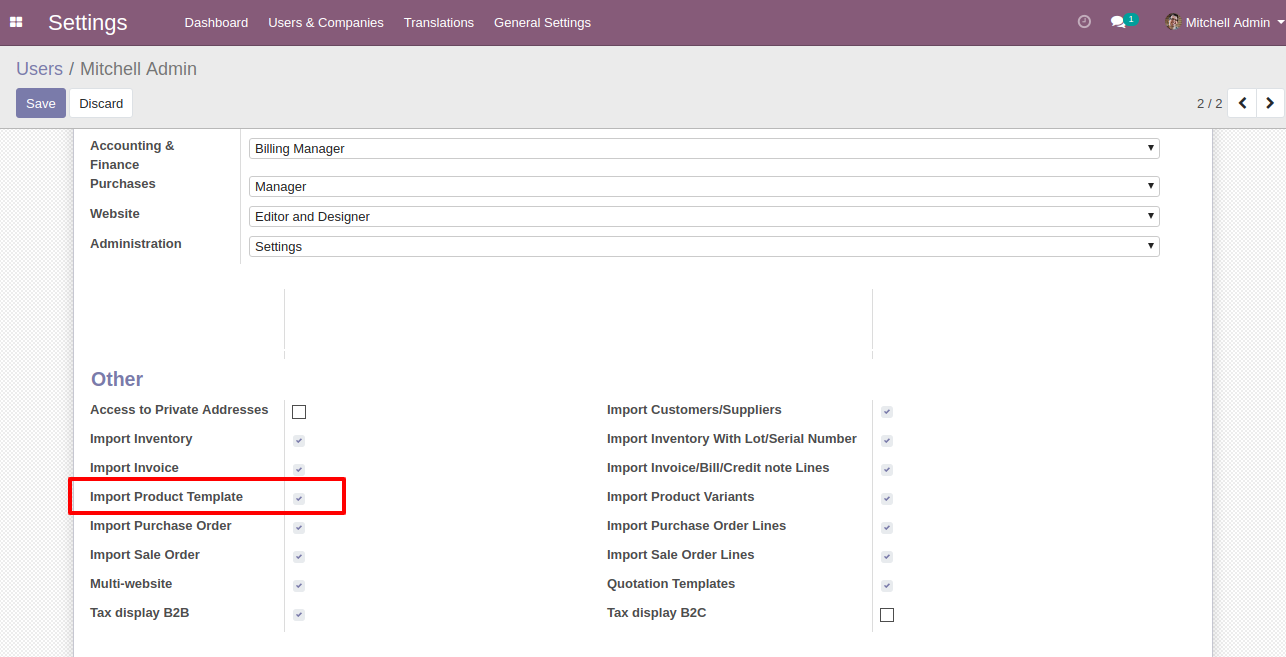 Settings Dashboard Users & Companies Translations General Settings 1 Mitchell Admin
Users / Mitchell Admin
Save Discard 2 / 2
Accounting & Finance Billing Manager
Purchases Manager
Website Editor and Designer
Administration Settings
Other
Access to Private Addresses Import Customers/Suppliers
Import Inventory Import Inventory With Lot/Serial Number
Import Invoice Import Invoice/Bill/Credit note Lines
Import Product Template Import Product Variants
Import Purchase Order Import Purchase Order Lines
Import Sale Order Import Sale Order Lines
Multi-website Quotation Templates
Tax display B2B Tax display B2C